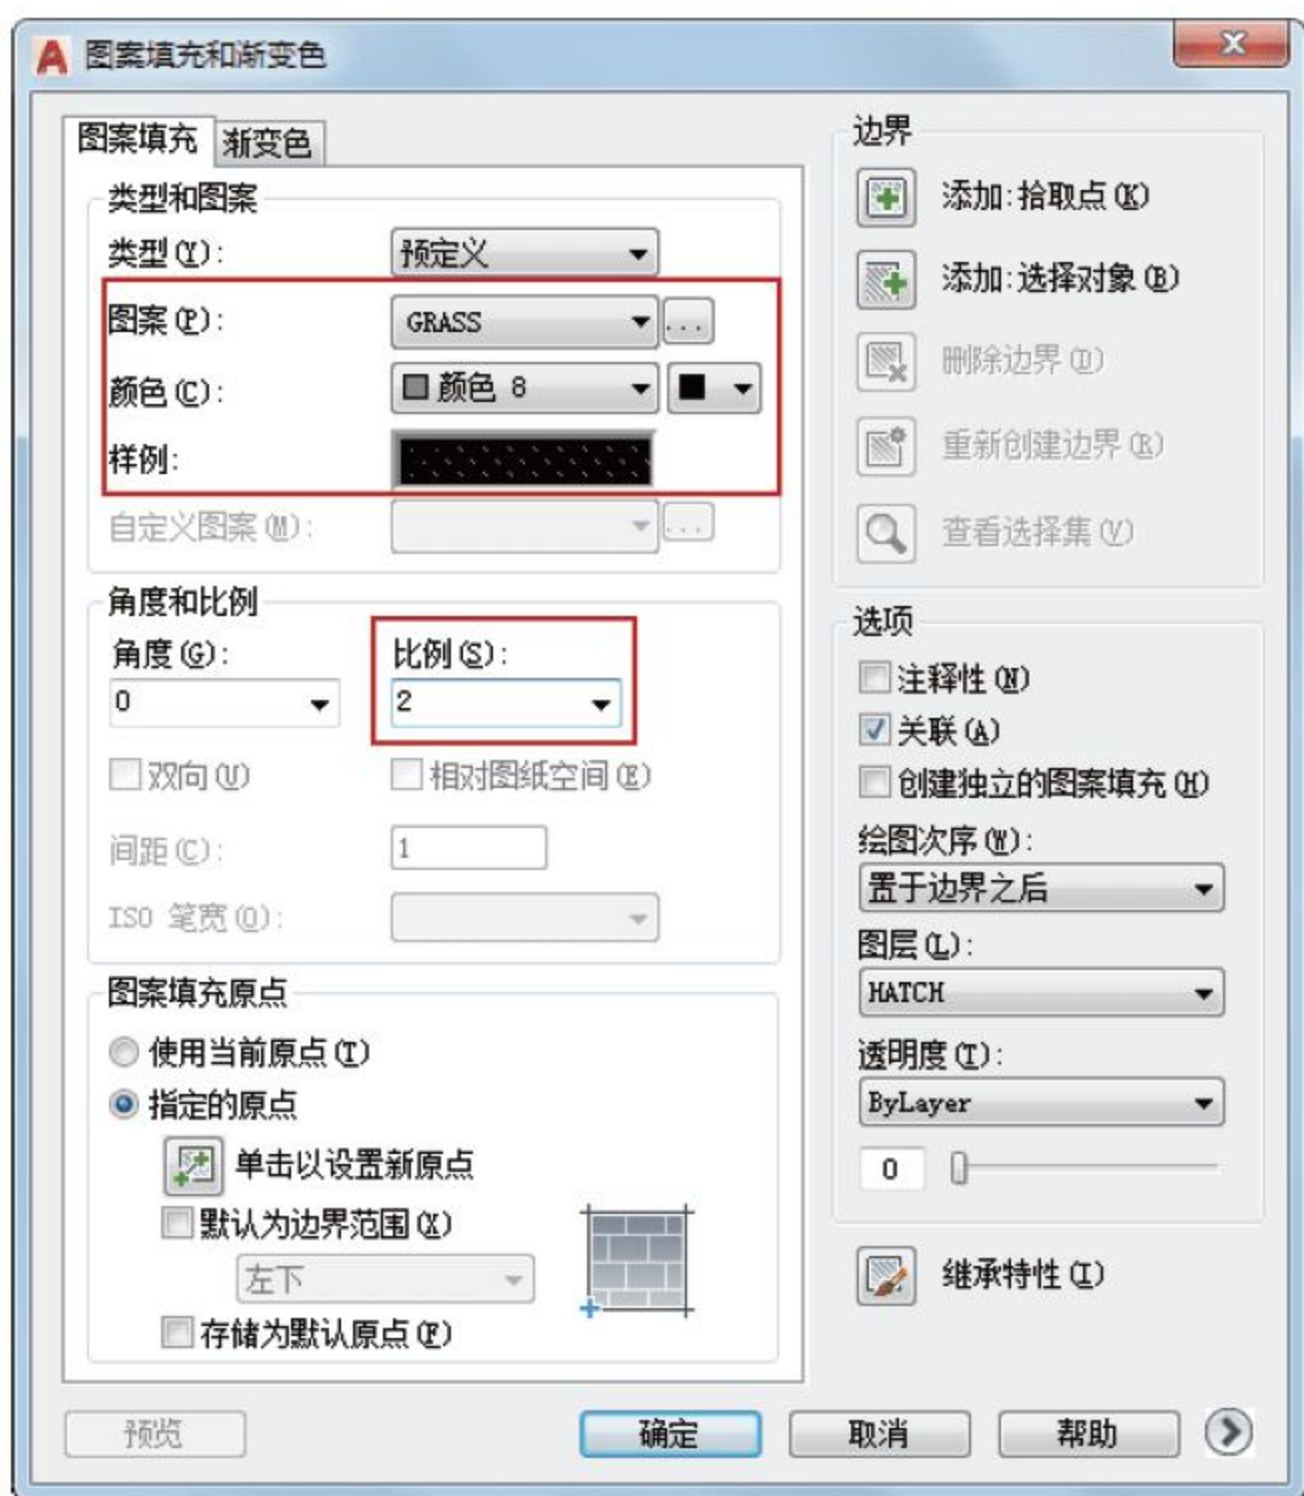 图案填充和渐变色
图案填充 渐变色
类型和图案
类型(Y): 预定义
图案(P): GRASS ...
颜色(C): 颜色 8
样例:
自定义图案(M): ...
角度和比例
角度(G): 比例(S):
0 2
双向(U) 相对图纸空间(E)
间距(C): 1
ISO 笔宽(O):
图案填充原点
使用当前原点(T)
指定的原点
单击以设置新原点
默认为边界范围(X)
左下
存储为默认原点(F)
边界
添加:拾取点(K)
添加:选择对象(B)
删除边界(D)
重新创建边界(R)
查看选择集(V)
选项
注释性(N)
关联(A)
创建独立的图案填充(H)
绘图次序(W):
置于边界之后
图层(L):
HATCH
透明度(T):
ByLayer
0
继承特性(I)
预览 确定 取消 帮助